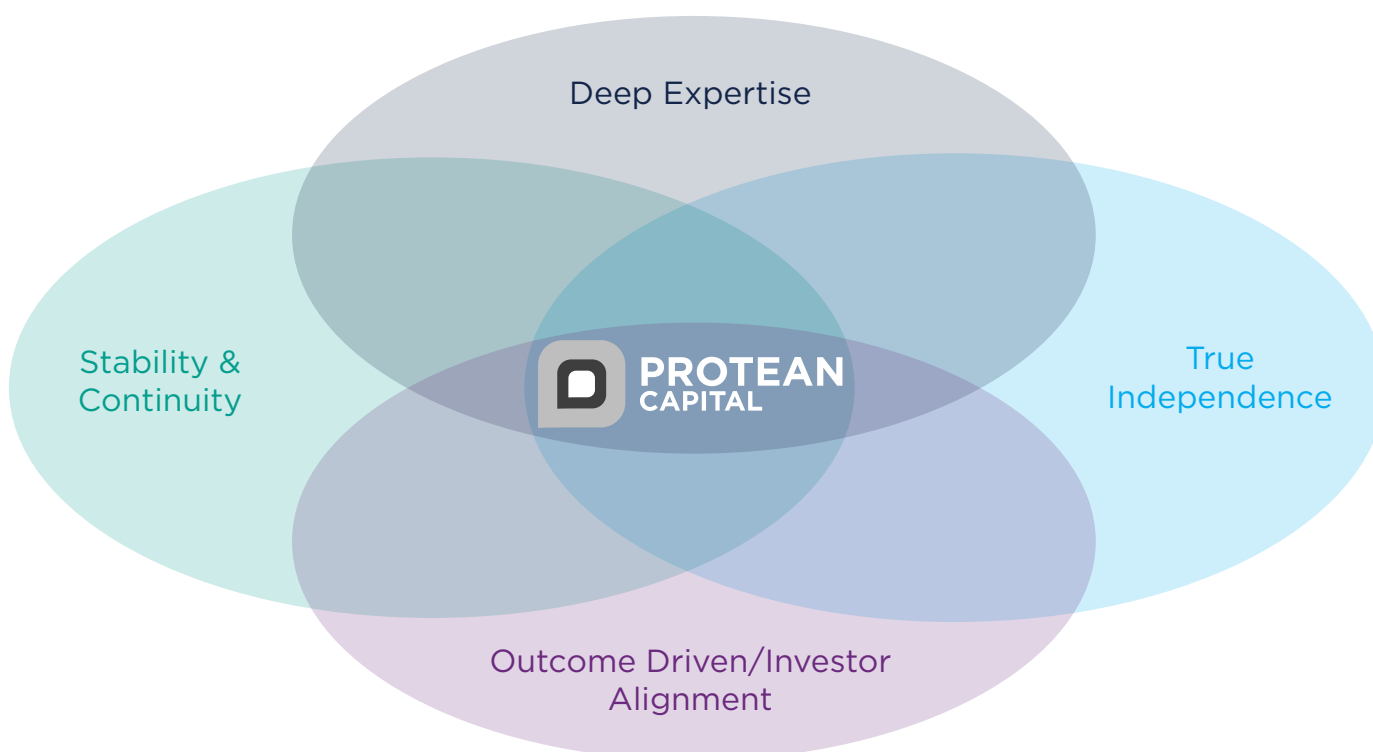 Deep Expertise
Stability &
Continuity
PROTEAN
CAPITAL
True
Independence
Outcome Driven/Investor
Alignment